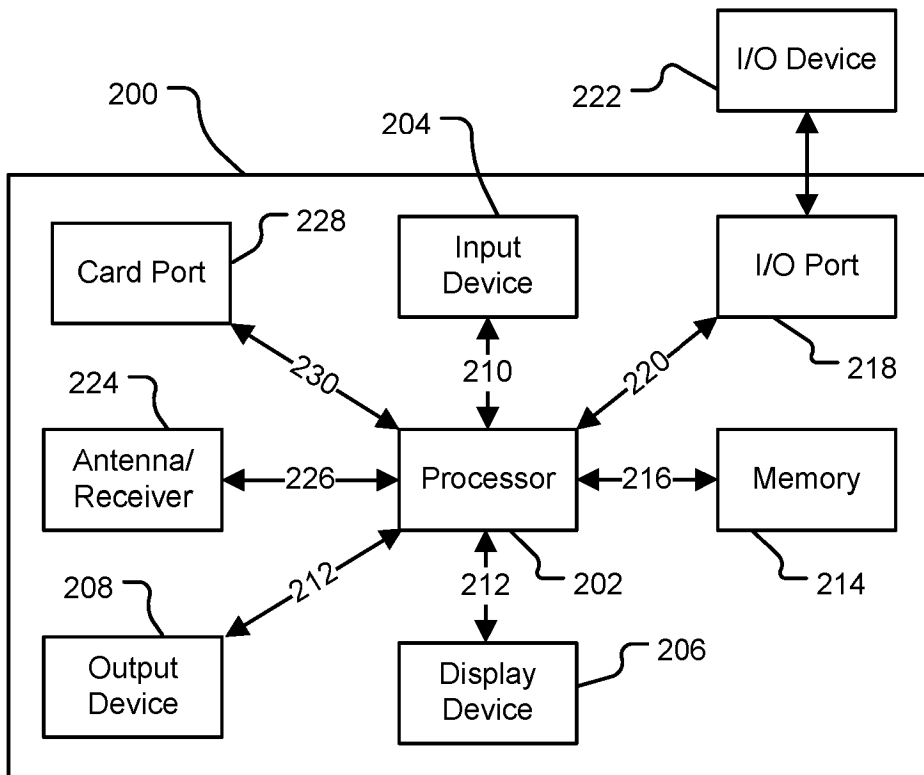 I/O Device
222
200
204
228
Card Port
Input
Device
I/O Port
218
230
210
220
224
Antenna/
Receiver
226
Processor
216
Memory
212
212
202
214
208
Output
Device
Display
Device
206